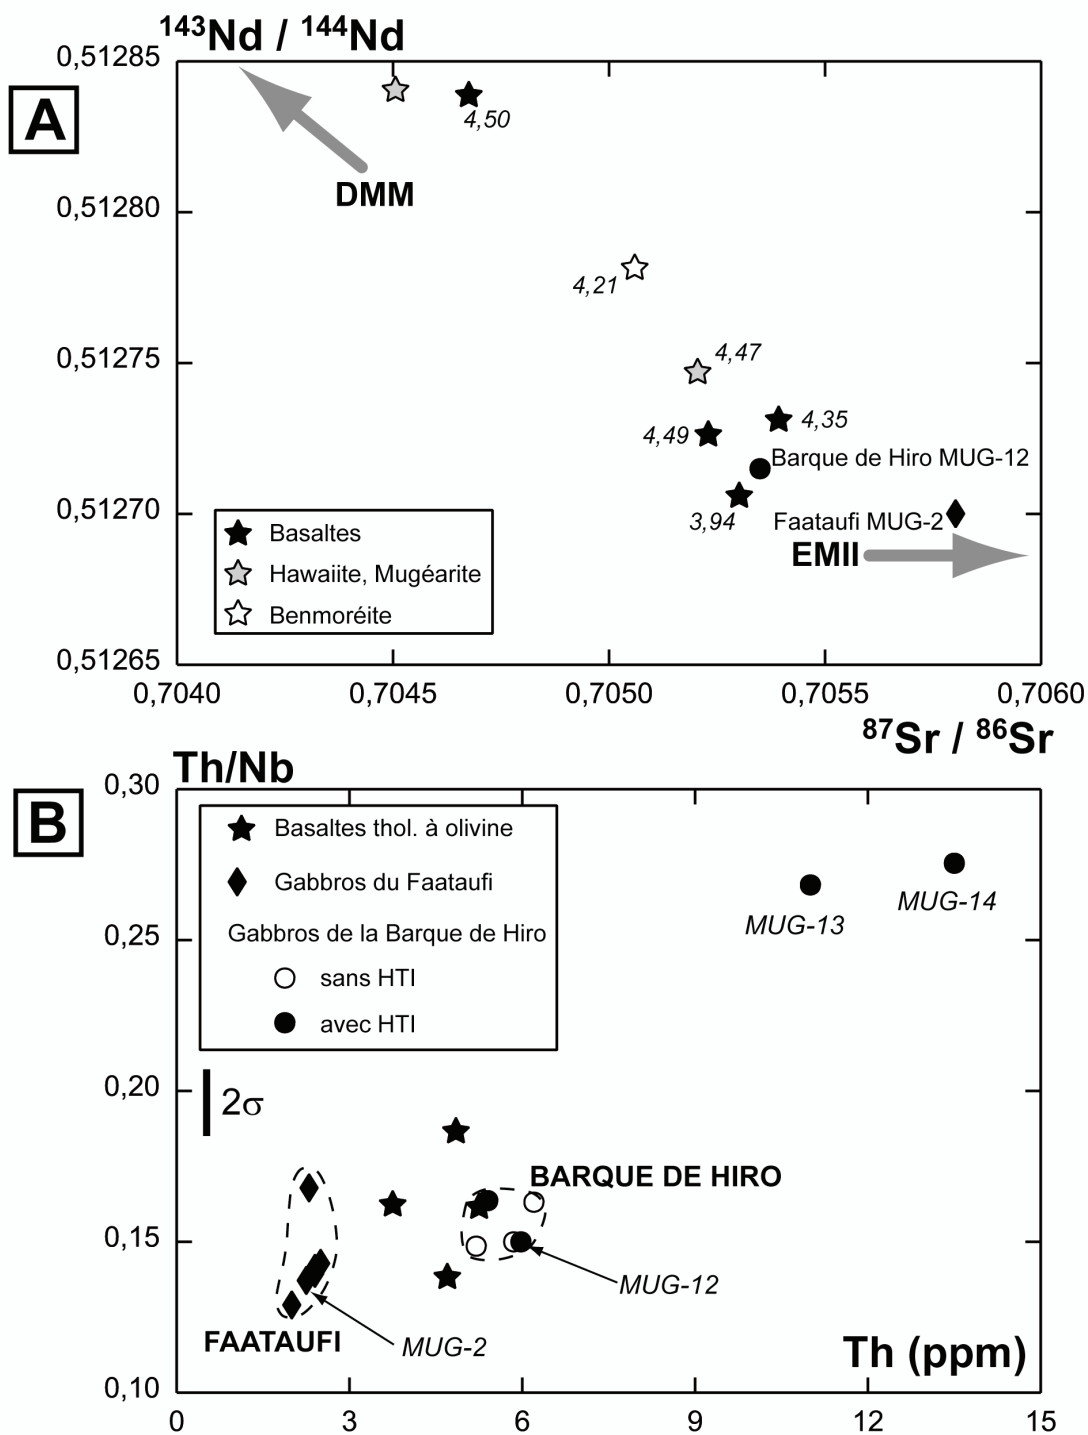 ¹⁴³Nd / ¹⁴⁴Nd
0,51285
A
4,50
DMM
0,51280
4,21
0,51275
4,47
4,49
4,35
Barque de Hiro MUG-12
3,94
0,51270
Faataufi MUG-2
EMII
Basaltes
Hawaiite, Mugéarite
Benmoréite
0,51265
0,7040 0,7045 0,7050 0,7055 0,7060
⁸⁷Sr / ⁸⁶Sr
Th/Nb
0,30
B
Basaltes thol. à olivine
Gabbros du Faataufi
Gabbros de la Barque de Hiro
sans HTI
avec HTI
MUG-13
MUG-14
0,25
0,20
2σ
BARQUE DE HIRO
0,15
MUG-12
FAATAUFI
MUG-2
Th (ppm)
0,10
0 3 6 9 12 15